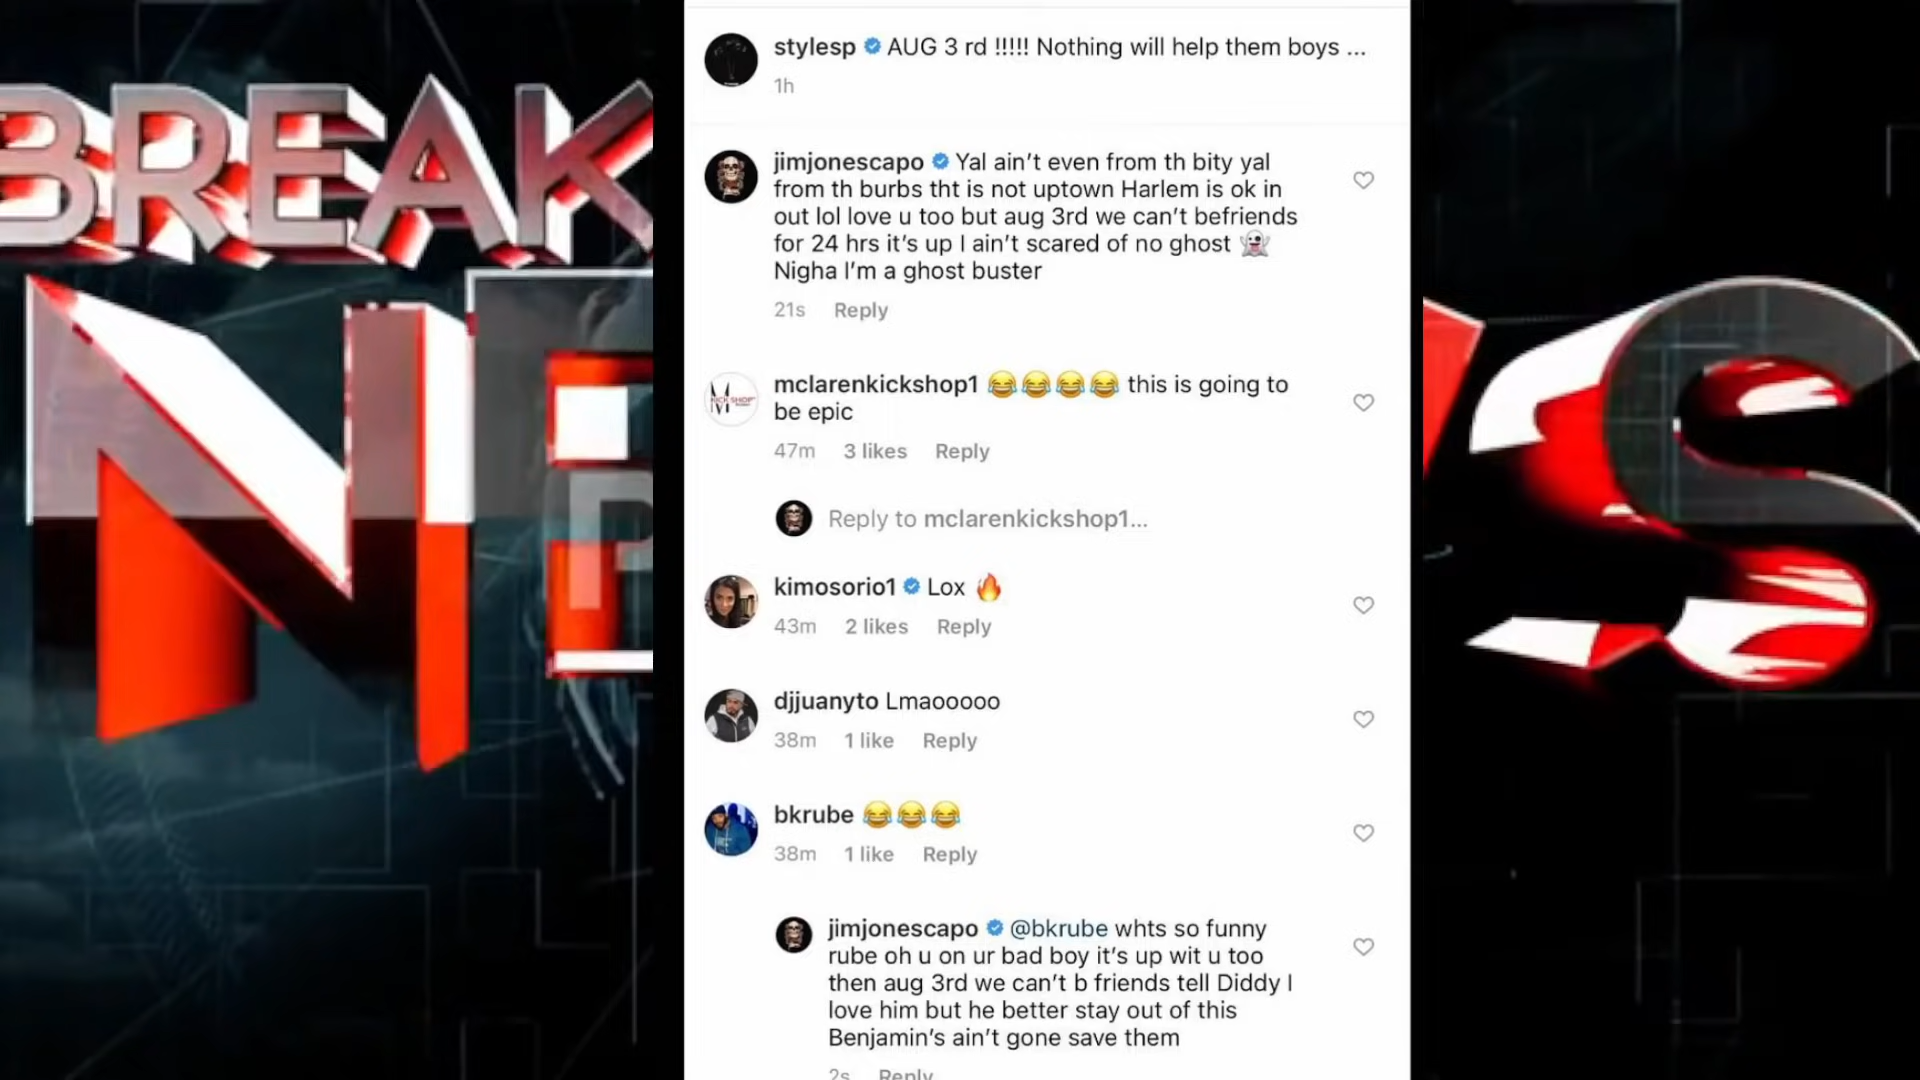 BREAK
NE
S
P
stylesp AUG 3 rd !!!!! Nothing will help them boys ...
1h
jimjonescapo Yal ain't even from th bity yal
from th burbs tht is not uptown Harlem is ok in
out lol love u too but aug 3rd we can't befriends
for 24 hrs it's up I ain't scared of no ghost 👻
Nigha I'm a ghost buster
21s Reply
mclarenkickshop1 😂😂😂😂 this is going to
be epic
47m 3 likes Reply
Reply to mclarenkickshop1...
kimosorio1 Lox 🔥
43m 2 likes Reply
djjuanyto Lmaooooo
38m 1 like Reply
bkrube 😂😂😂
38m 1 like Reply
jimjonescapo @bkrube whts so funny
rube oh u on ur bad boy it's up wit u too
then aug 3rd we can't b friends tell Diddy I
love him but he better stay out of this
Benjamin's ain't gone save them
2s Reply